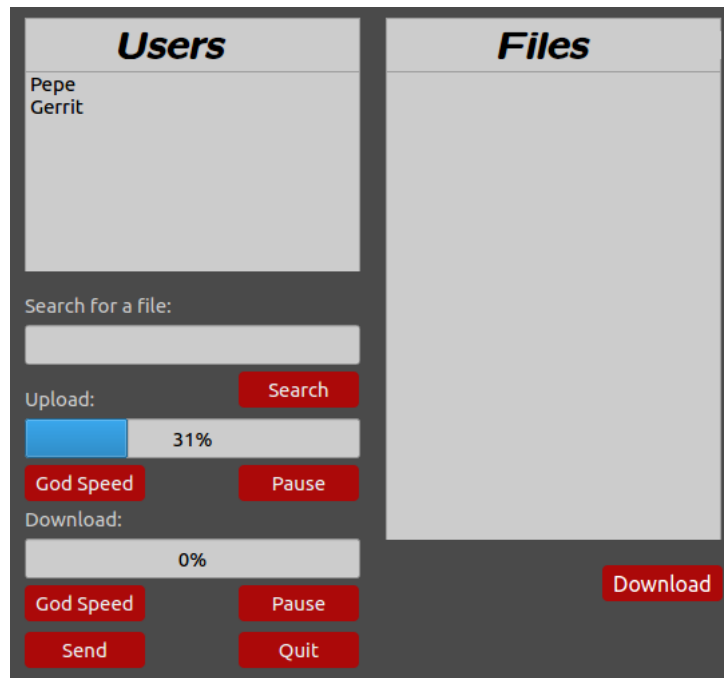 Users
Pepe
Gerrit
Search for a file:
Search
Upload:
31%
God Speed
Pause
Download:
0%
God Speed
Pause
Send
Quit
Files
Download